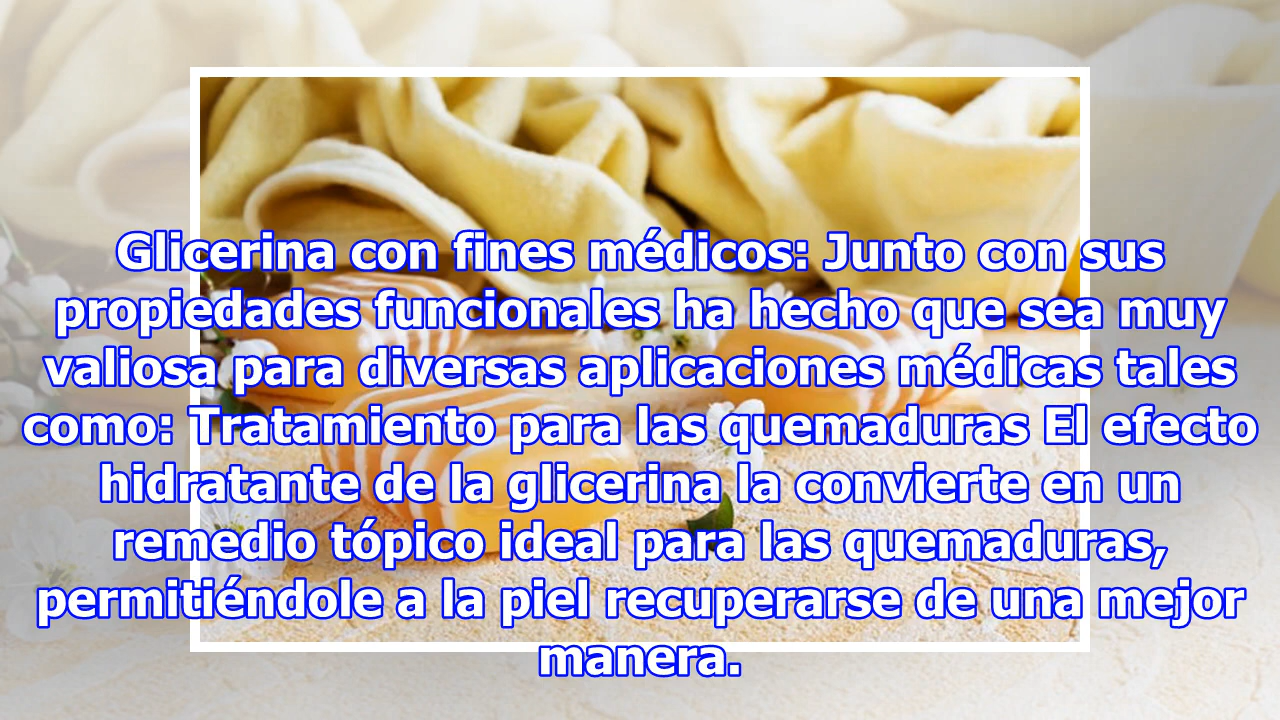 Glicerina con fines médicos: Junto con sus
propiedades funcionales ha hecho que sea muy
valiosa para diversas aplicaciones médicas tales
como: Tratamiento para las quemaduras El efecto
hidratante de la glicerina la convierte en un
remedio tópico ideal para las quemaduras,
permitiéndole a la piel recuperarse de una mejor
manera.